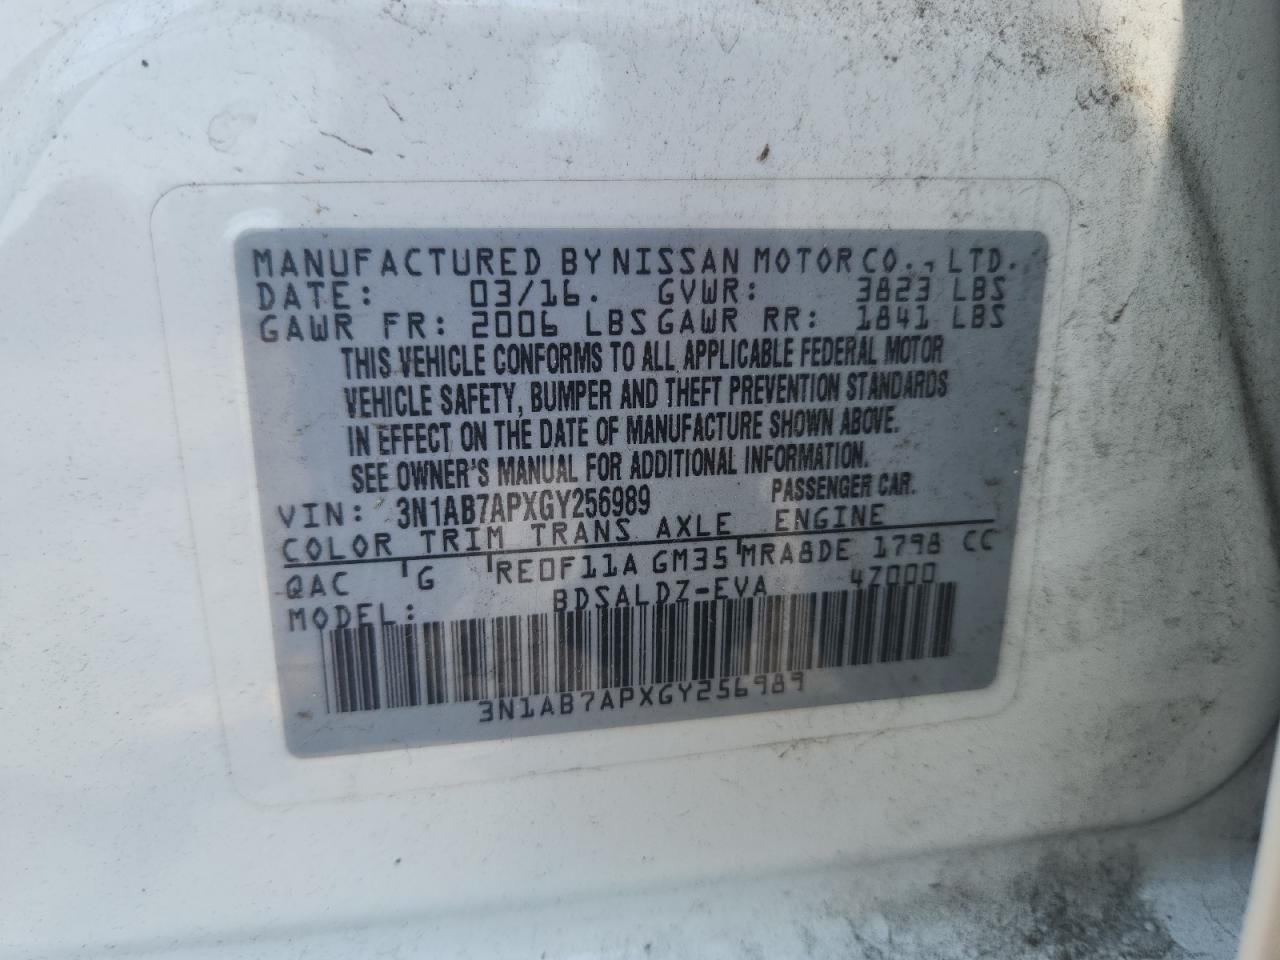 MANUFACTURED BY NISSAN MOTOR CO., LTD.
DATE: 03/16. GVWR: 3823 LBS
GAWR FR: 2006 LBS GAWR RR: 1841 LBS
THIS VEHICLE CONFORMS TO ALL APPLICABLE FEDERAL MOTOR
VEHICLE SAFETY, BUMPER AND THEFT PREVENTION STANDARDS
IN EFFECT ON THE DATE OF MANUFACTURE SHOWN ABOVE.
SEE OWNER'S MANUAL FOR ADDITIONAL INFORMATION.
VIN: 3N1AB7APXGY256989 PASSENGER CAR.
COLOR TRIM TRANS AXLE ENGINE
QAC G RE0F11A GM35 MRA8DE 1798 CC
MODEL: BDSALDZ-EVA 4Z000
3N1AB7APXGY256989